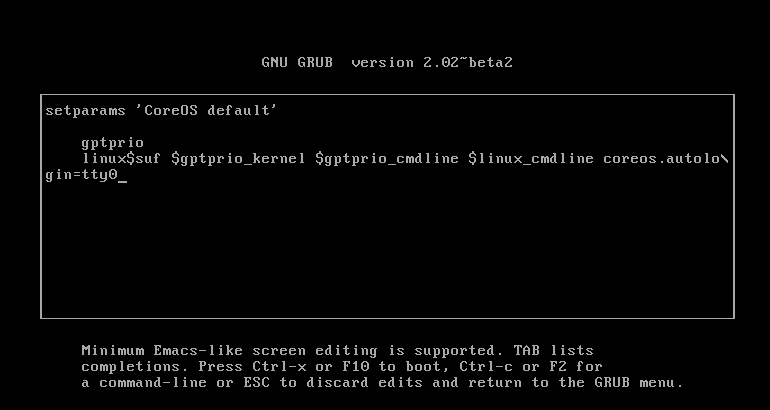 GNU GRUB  version 2.02~beta2
setparams 'CoreOS default'
gptprio
linux$suf $gptprio_kernel $gptprio_cmdline $linux_cmdline coreos.autolo\
gin=tty0_
Minimum Emacs-like screen editing is supported. TAB lists
completions. Press Ctrl-x or F10 to boot, Ctrl-c or F2 for
a command-line or ESC to discard edits and return to the GRUB menu.